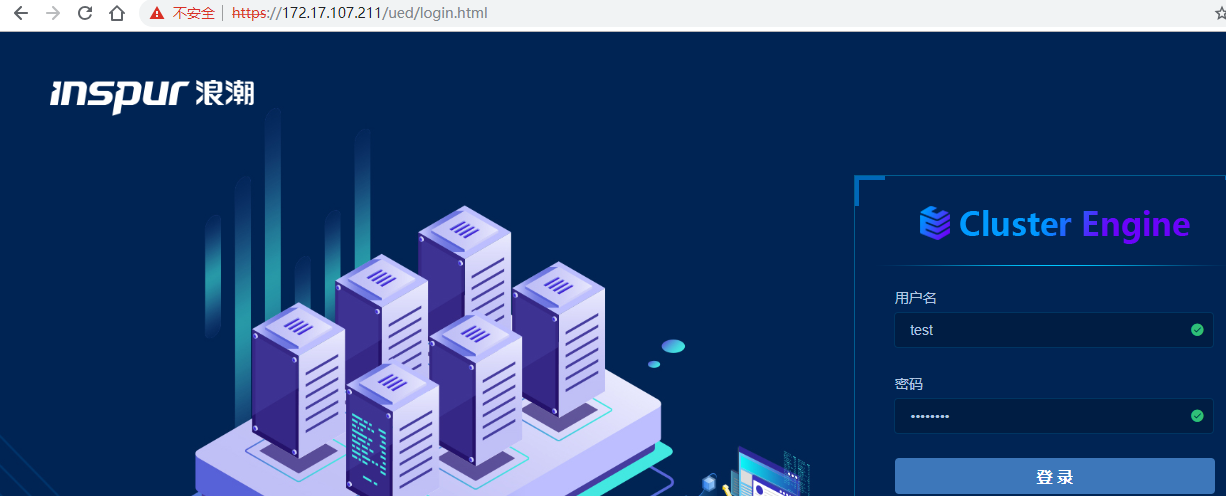 不安全 https://172.17.107.211/ued/login.html
inspur 浪潮
Cluster Engine
用户名
test
密码
••••••••
登录